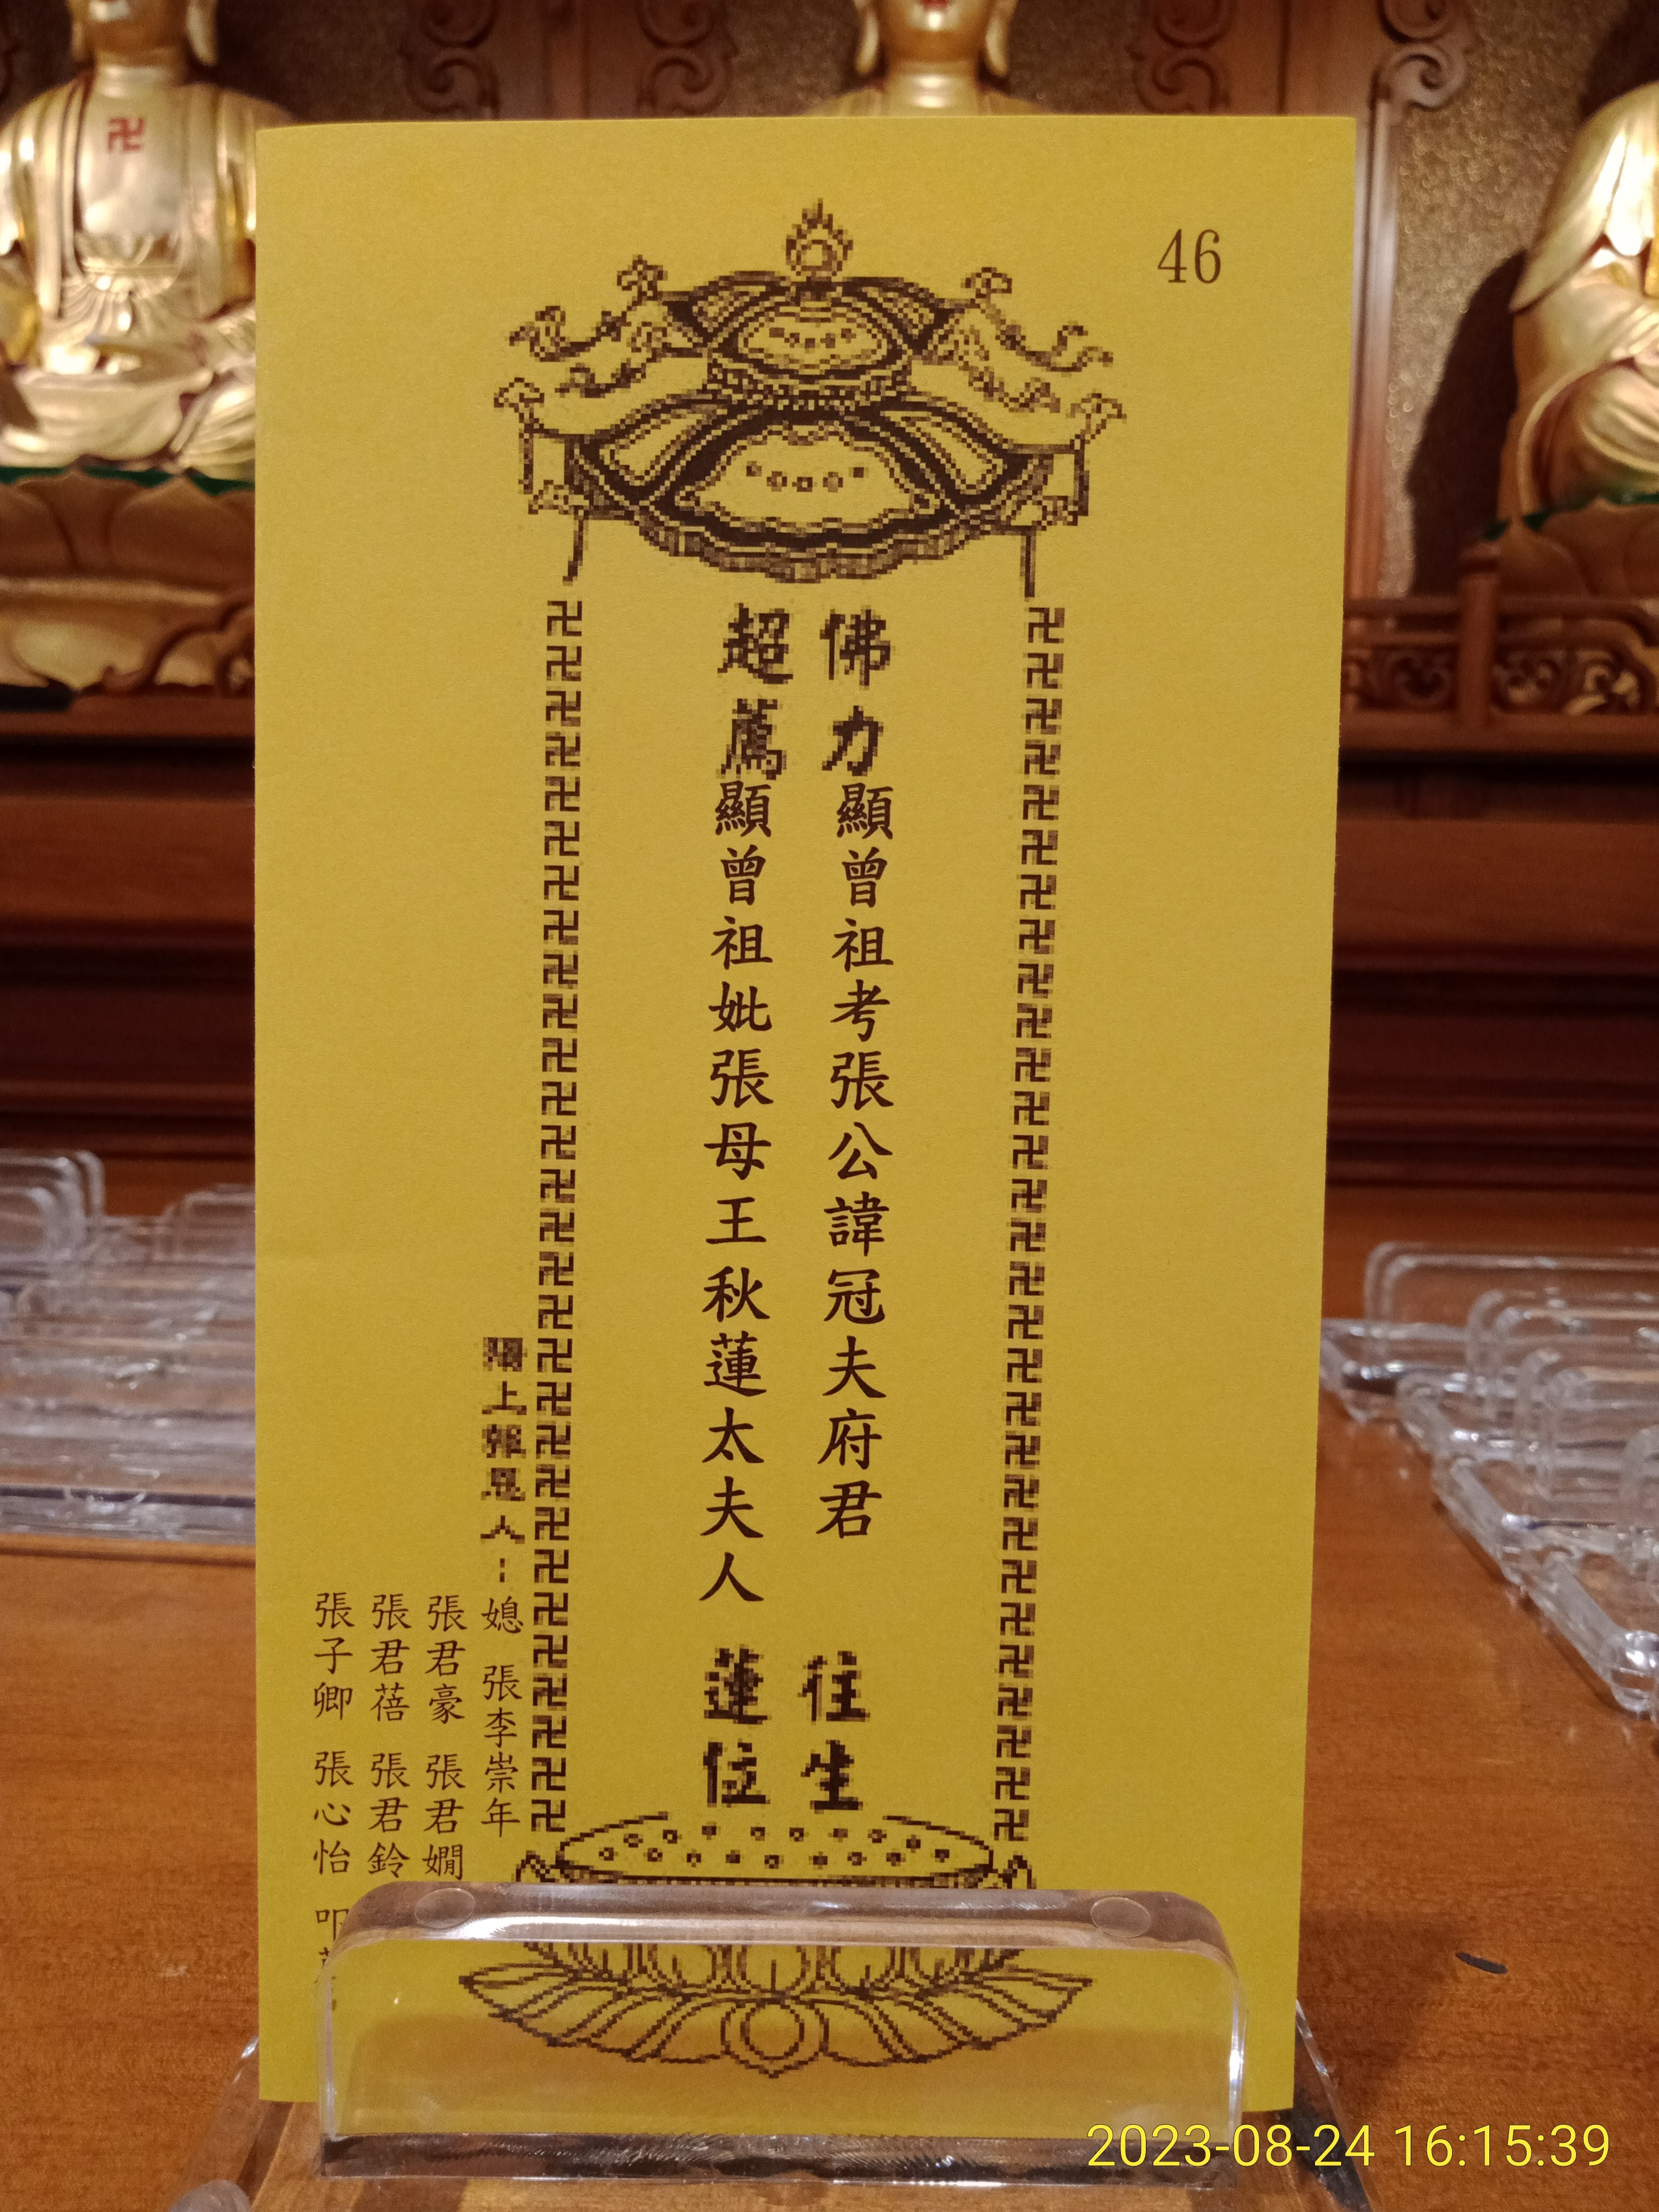 46
佛力顯曾祖考張公諱冠夫府君 往生
超薦顯曾祖妣張母王秋蓮太夫人 蓮位
陽上報恩人：媳 張李崇年
張君豪 張君嫺
張君蓓 張君鈴
張子卿 張心怡 叩
2023-08-24 16:15:39